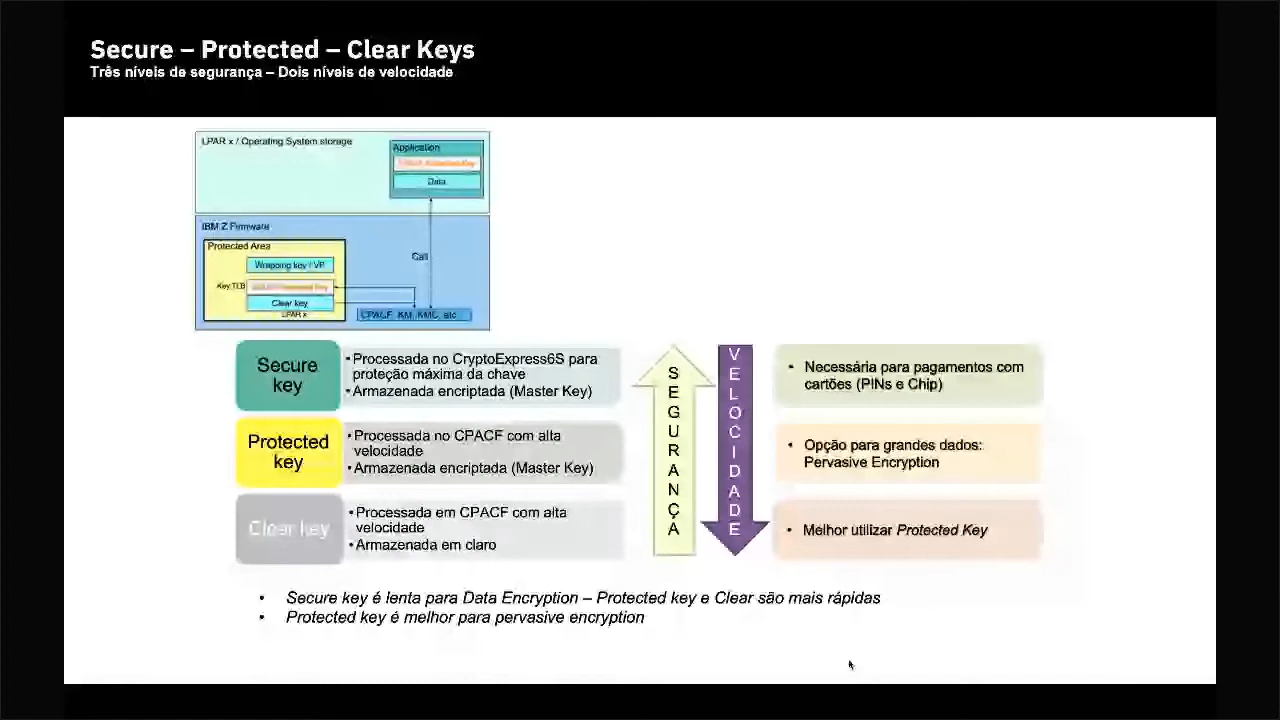 Secure – Protected – Clear Keys
Três níveis de segurança – Dois níveis de velocidade
LPAR x / Operating System storage
Application
Data
IBM Z Firmware
Protected Area
Wrapping key / VP
Call
Key TLB
Clear key
LPAR x
CPACF KM, KMC, etc
Secure
key
• Processada no CryptoExpress6S para
proteção máxima da chave
• Armazenada encriptada (Master Key)
Protected
key
• Processada no CPACF com alta
velocidade
• Armazenada encriptada (Master Key)
Clear key
• Processada em CPACF com alta
velocidade
• Armazenada em claro
SEGURANÇA
VELOCIDADE
• Necessária para pagamentos com
cartões (PINs e Chip)
• Opção para grandes dados:
Pervasive Encryption
• Melhor utilizar Protected Key
• Secure key é lenta para Data Encryption – Protected key e Clear são mais rápidas
• Protected key é melhor para pervasive encryption